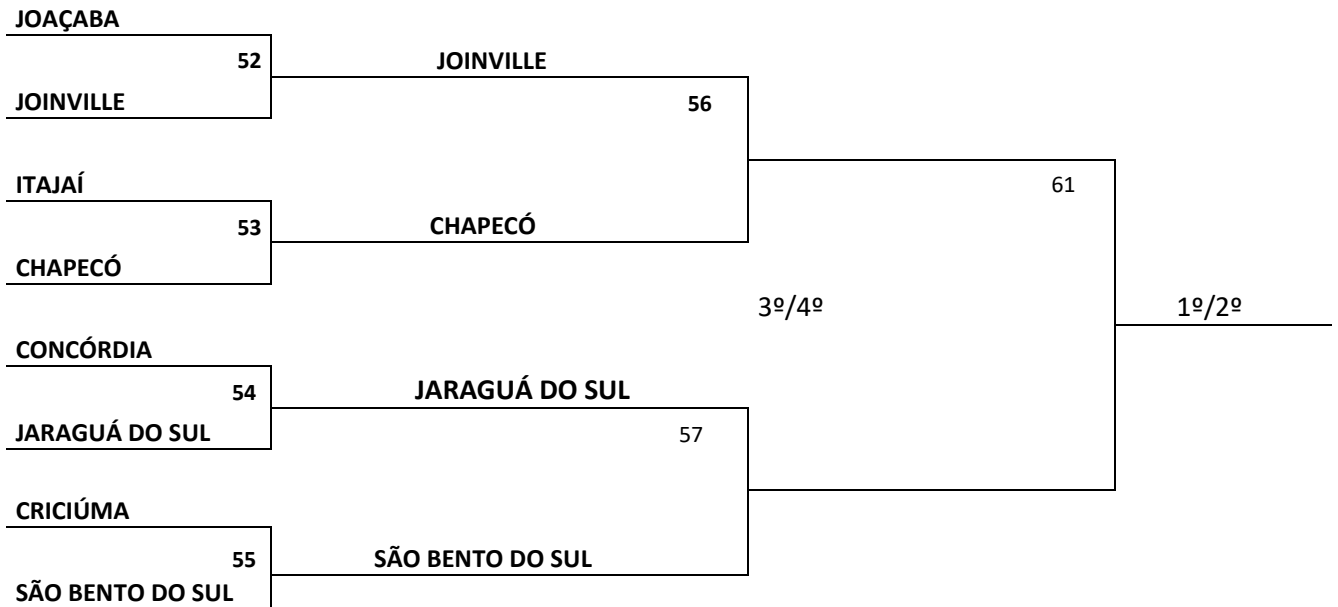 JOAÇABA
52
JOINVILLE
JOINVILLE
56
ITAJAÍ
61
53
CHAPECÓ
CHAPECÓ
3º/4º
1º/2º
CONCÓRDIA
54
JARAGUÁ DO SUL
JARAGUÁ DO SUL
57
CRICIÚMA
55
SÃO BENTO DO SUL
SÃO BENTO DO SUL